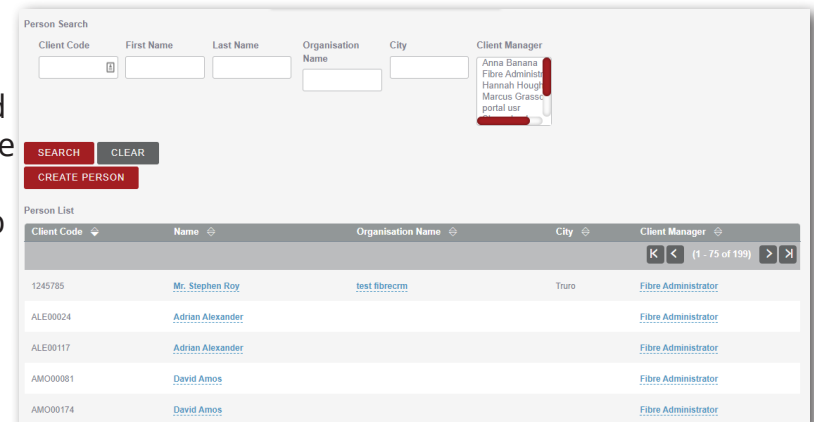 Person Search
Client Code First Name Last Name Organisation Name City Client Manager
Anna Banana
Fibre Administr
Hannah Hough
Marcus Grasso
portal usr
SEARCH CLEAR
CREATE PERSON
Person List
Client Code Name Organisation Name City Client Manager
(1 - 75 of 199)
1245785 Mr. Stephen Roy test fibrecrm Truro Fibre Administrator
ALE00024 Adrian Alexander Fibre Administrator
ALE00117 Adrian Alexander Fibre Administrator
AMO00081 David Amos Fibre Administrator
AMO00174 David Amos Fibre Administrator